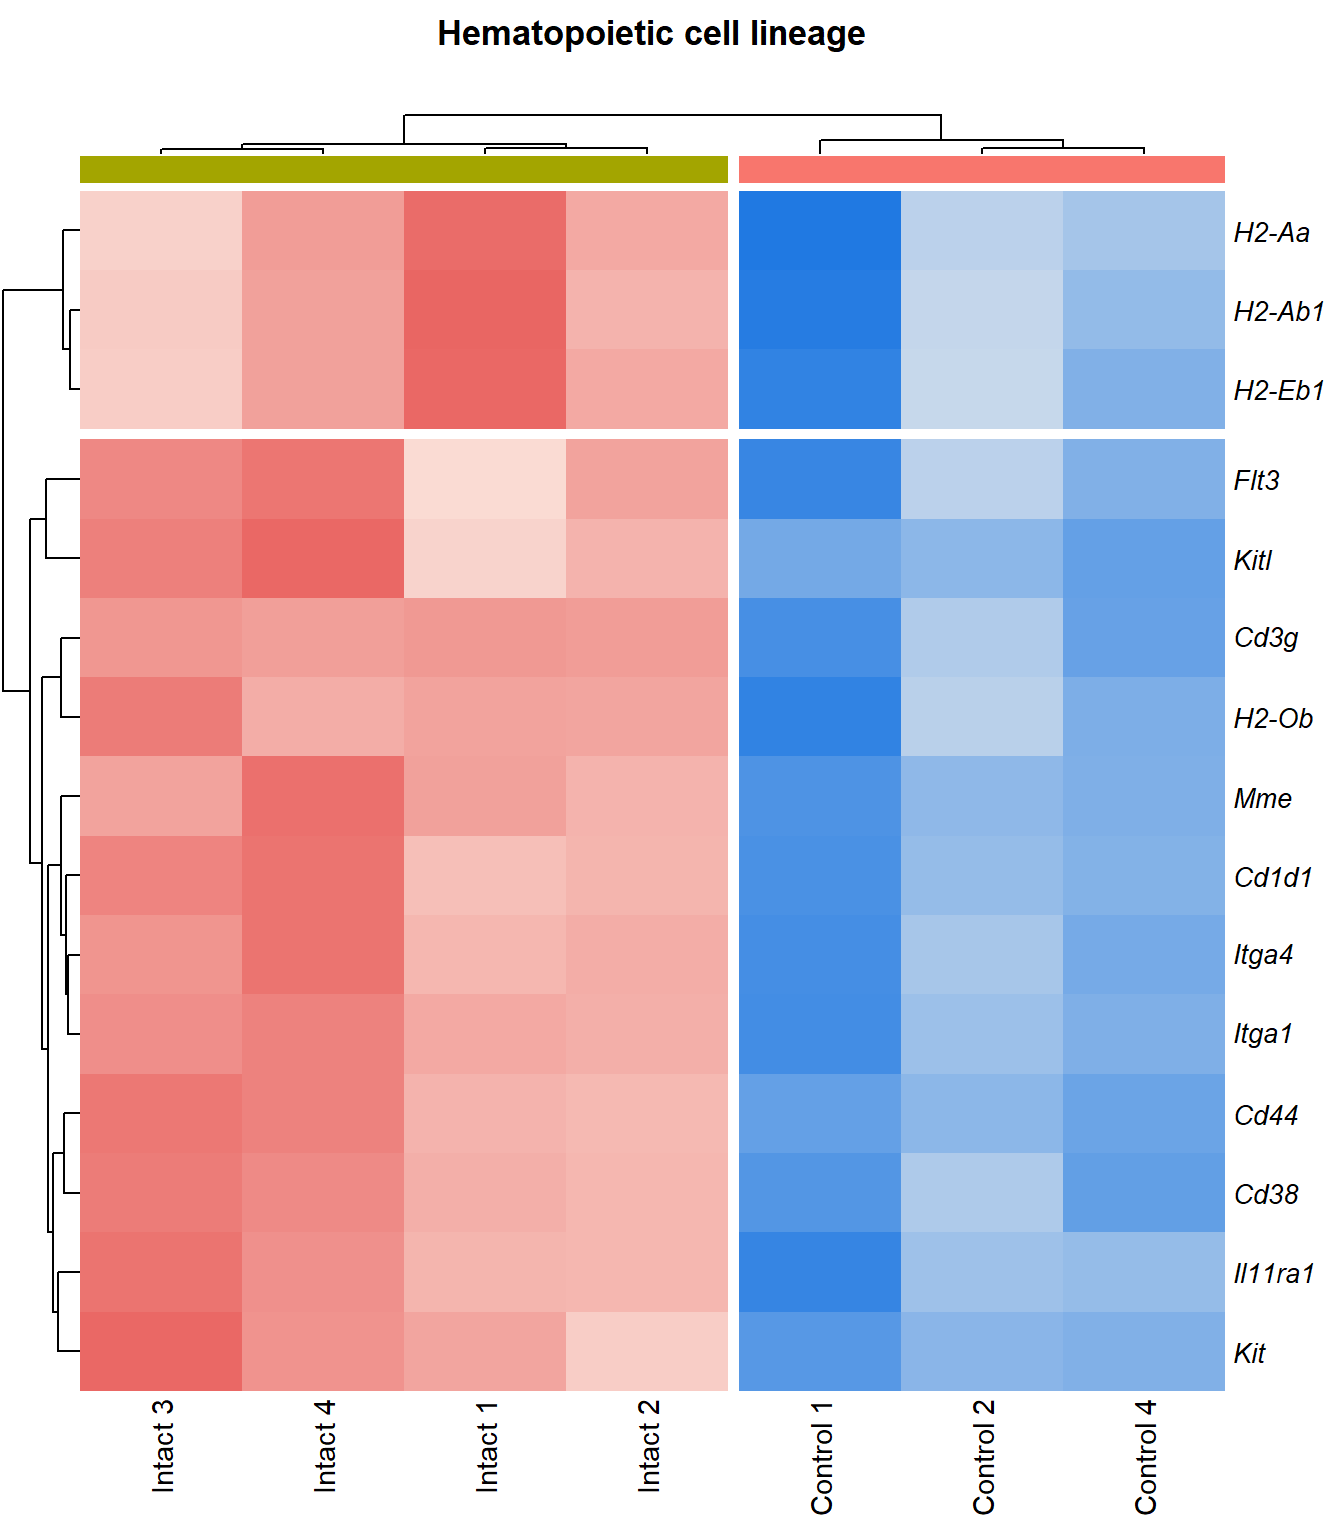 Hematopoietic cell lineage
H2-Aa
H2-Ab1
H2-Eb1
Flt3
Kitl
Cd3g
H2-Ob
Mme
Cd1d1
Itga4
Itga1
Cd44
Cd38
Il11ra1
Kit
Intact 3
Intact 4
Intact 1
Intact 2
Control 1
Control 2
Control 4